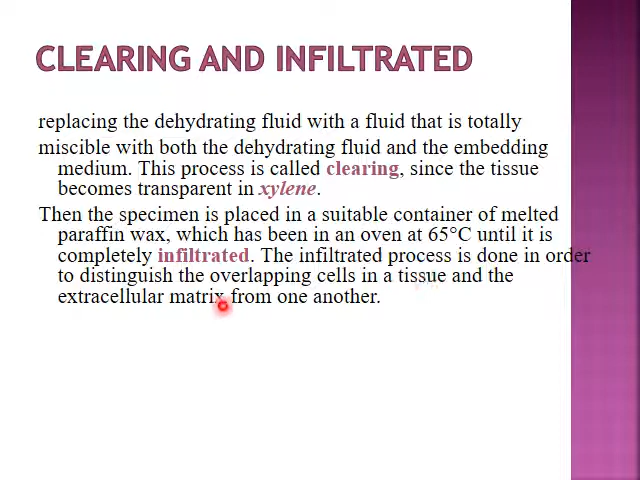 CLEARING AND INFILTRATED
replacing the dehydrating fluid with a fluid that is totally
miscible with both the dehydrating fluid and the embedding
medium. This process is called clearing, since the tissue
becomes transparent in xylene.
Then the specimen is placed in a suitable container of melted
paraffin wax, which has been in an oven at 65°C until it is
completely infiltrated. The infiltrated process is done in order
to distinguish the overlapping cells in a tissue and the
extracellular matrix from one another.